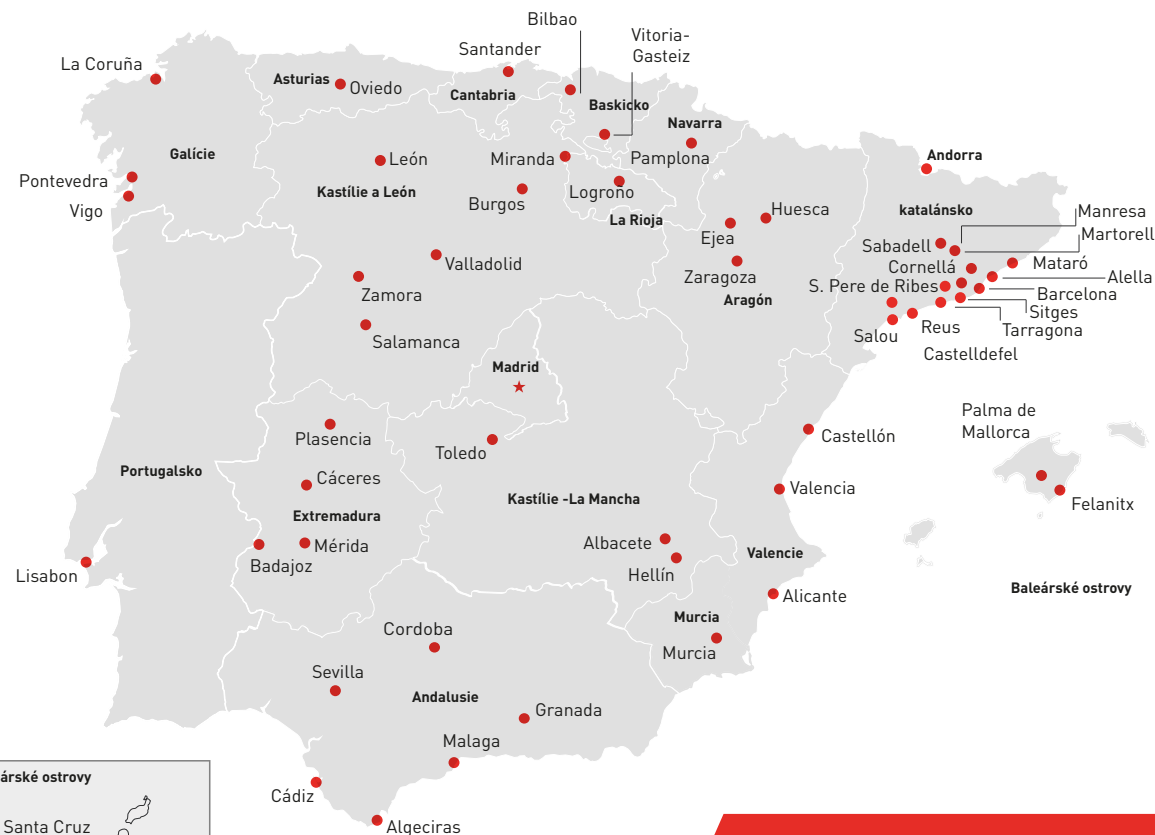 Bilbao
Vitoria-
Gasteiz
Santander
La Coruña
Asturias
Oviedo
Cantabria
Baskicko
Navarra
Galície
León
Miranda
Pamplona
Andorra
Pontevedra
Kastílie a León
Logroño
Vigo
Burgos
La Rioja
Huesca
katalánsko
Manresa
Ejea
Sabadell
Martorell
Valladolid
Cornellá
Mataró
Zaragoza
Alella
Zamora
S. Pere de Ribes
Barcelona
Aragón
Sitges
Salamanca
Salou
Reus
Tarragona
Castelldefel
Madrid
Palma de
Mallorca
Plasencia
Castellón
Toledo
Portugalsko
Cáceres
Valencia
Kastílie -La Mancha
Felanitx
Extremadura
Mérida
Albacete
Valencie
Badajoz
Lisabon
Hellín
Baleárské ostrovy
Alicante
Murcia
Cordoba
Murcia
Sevilla
Andalusie
Granada
Malaga
árské ostrovy
Cádiz
Santa Cruz
Algeciras